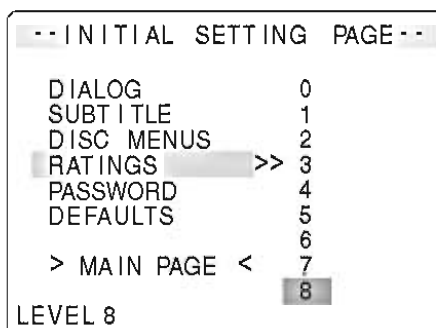 --INITIAL SETTING PAGE--
DIALOG 0
SUBTITLE 1
DISC MENUS 2
RATINGS >> 3
PASSWORD 4
DEFAULTS 5
6
> MAIN PAGE < 7
8
LEVEL 8